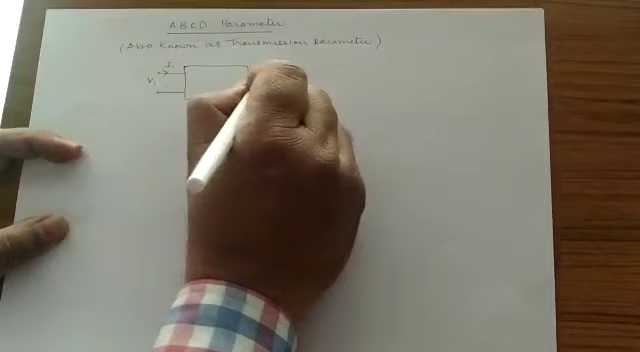 ABCD Parameter
(Also known as Transmission parameter)
I1
V1